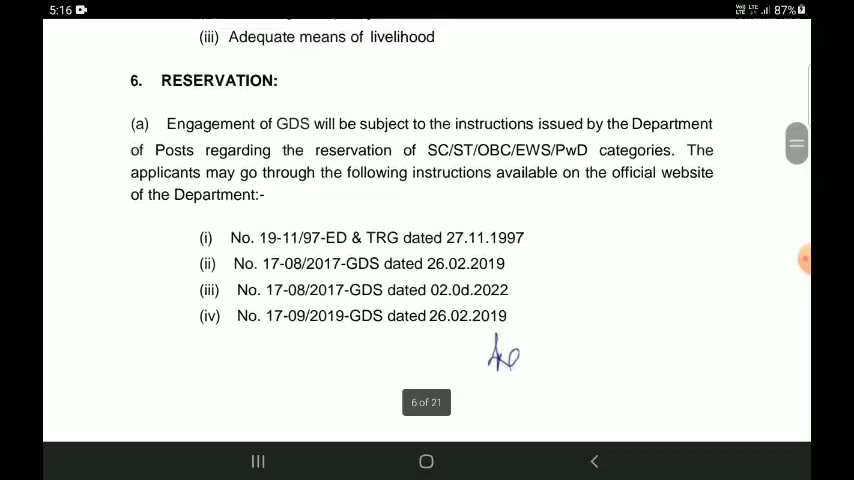 5:16
Vo) LTE
LTE
87%
(iii) Adequate means of livelihood
6. RESERVATION:
(a) Engagement of GDS will be subject to the instructions issued by the Department
of Posts regarding the reservation of SC/ST/OBC/EWS/PwD categories. The
applicants may go through the following instructions available on the official website
of the Department:-
(i) No. 19-11/97-ED & TRG dated 27.11.1997
(ii) No. 17-08/2017-GDS dated 26.02.2019
(iii) No. 17-08/2017-GDS dated 02.0d.2022
(iv) No. 17-09/2019-GDS dated 26.02.2019
6 of 21